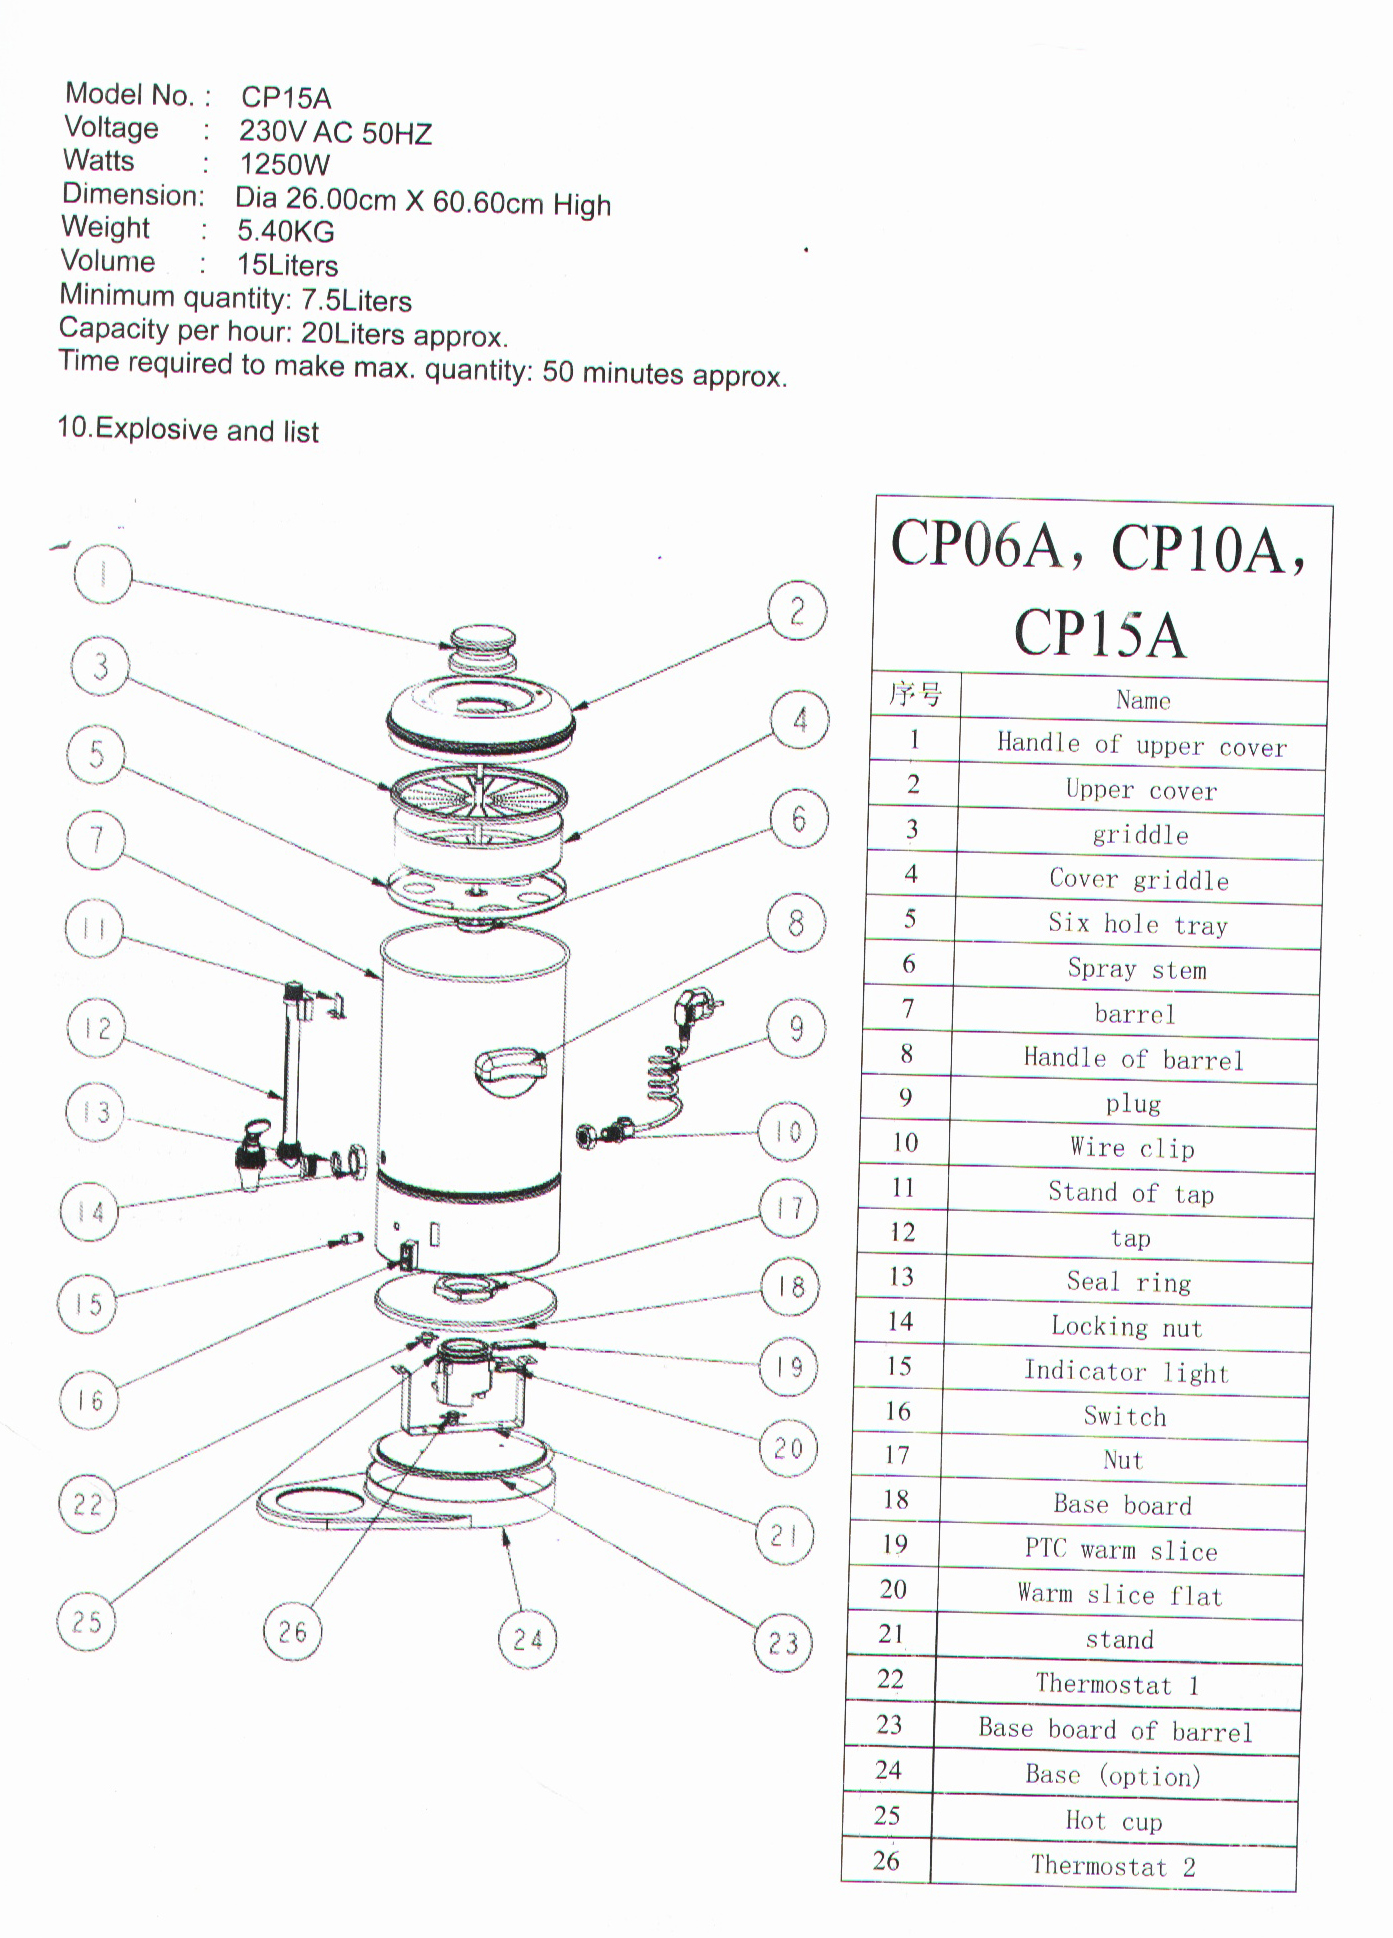 Model No. : CP15A
Voltage : 230V AC 50HZ
Watts : 1250W
Dimension: Dia 26.00cm X 60.60cm High
Weight : 5.40KG
Volume : 15Liters
Minimum quantity: 7.5Liters
Capacity per hour: 20Liters approx.
Time required to make max. quantity: 50 minutes approx.
10.Explosive and list
1
2
3
4
5
6
7
8
11
12
9
13
10
14
17
15
18
16
19
20
22
21
25
26
24
23
CP06A, CP10A,
CP15A
序号 Name
1 Handle of upper cover
2 Upper cover
3 griddle
4 Cover griddle
5 Six hole tray
6 Spray stem
7 barrel
8 Handle of barrel
9 plug
10 Wire clip
11 Stand of tap
12 tap
13 Seal ring
14 Locking nut
15 Indicator light
16 Switch
17 Nut
18 Base board
19 PTC warm slice
20 Warm slice flat
21 stand
22 Thermostat 1
23 Base board of barrel
24 Base (option)
25 Hot cup
26 Thermostat 2